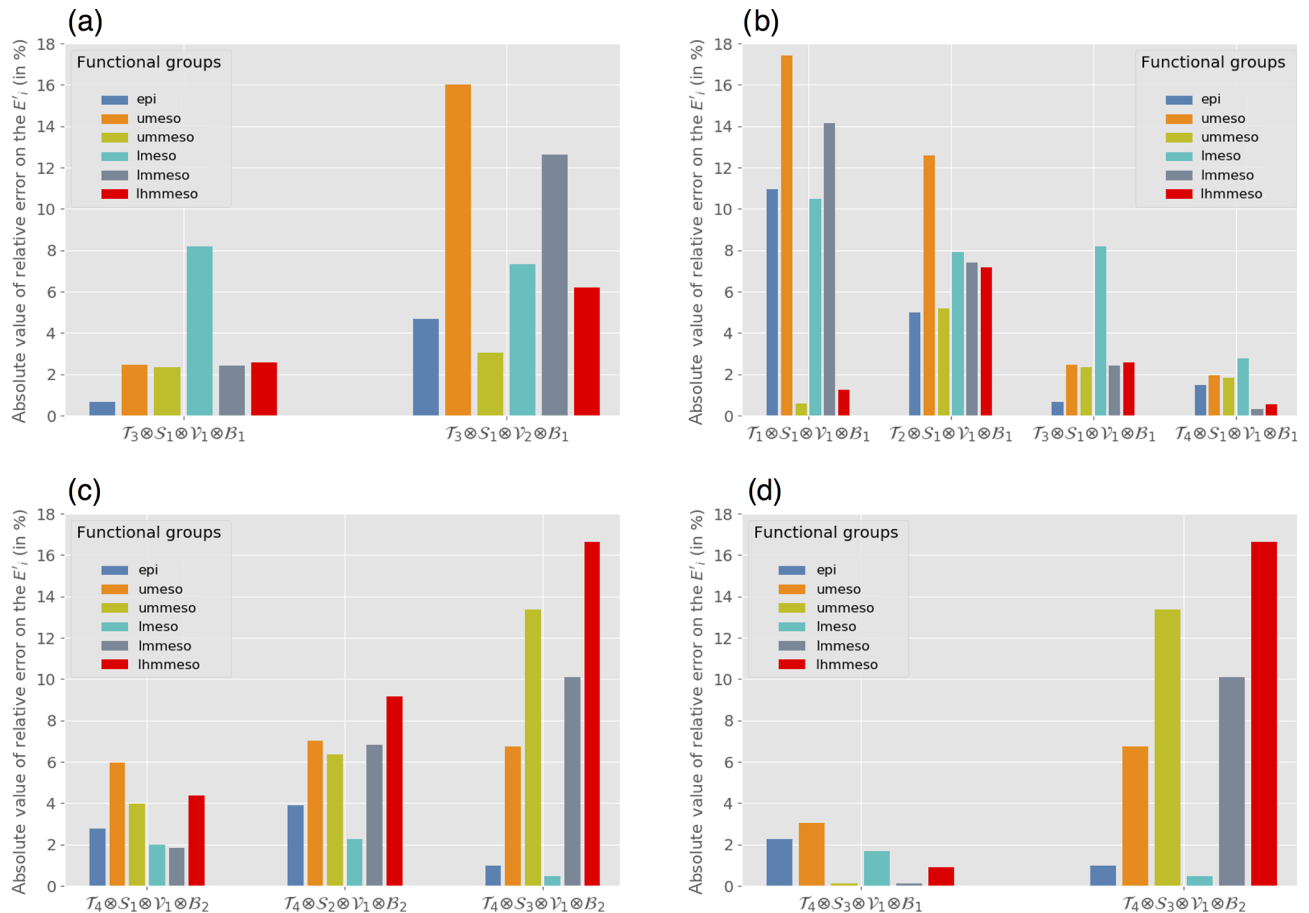 (a)
Absolute value of relative error on the E'ᵢ (in %)
18
16
14
12
10
8
6
4
2
0
Functional groups
epi
umeso
ummeso
lmeso
lmmeso
lhmmeso
𝒯₃⊗𝒮₁⊗𝒱₁⊗ℬ₁
𝒯₃⊗𝒮₁⊗𝒱₂⊗ℬ₁
(b)
Absolute value of relative error on the E'ᵢ (in %)
18
16
14
12
10
8
6
4
2
0
Functional groups
epi
umeso
ummeso
lmeso
lmmeso
lhmmeso
𝒯₁⊗𝒮₁⊗𝒱₁⊗ℬ₁
𝒯₂⊗𝒮₁⊗𝒱₁⊗ℬ₁
𝒯₃⊗𝒮₁⊗𝒱₁⊗ℬ₁
𝒯₄⊗𝒮₁⊗𝒱₁⊗ℬ₁
(c)
Absolute value of relative error on the E'ᵢ (in %)
18
16
14
12
10
8
6
4
2
0
Functional groups
epi
umeso
ummeso
lmeso
lmmeso
lhmmeso
𝒯₄⊗𝒮₁⊗𝒱₁⊗ℬ₂
𝒯₄⊗𝒮₂⊗𝒱₁⊗ℬ₂
𝒯₄⊗𝒮₃⊗𝒱₁⊗ℬ₂
(d)
Absolute value of relative error on the E'ᵢ (in %)
18
16
14
12
10
8
6
4
2
0
Functional groups
epi
umeso
ummeso
lmeso
lmmeso
lhmmeso
𝒯₄⊗𝒮₃⊗𝒱₁⊗ℬ₁
𝒯₄⊗𝒮₃⊗𝒱₁⊗ℬ₂